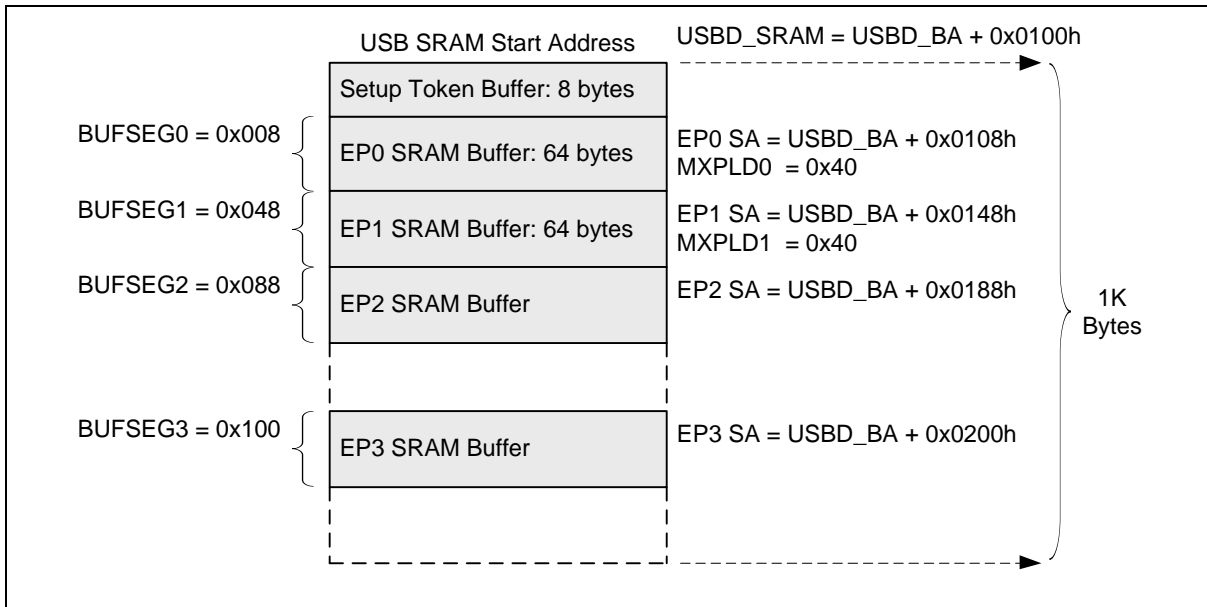 USB SRAM Start Address
USBD_SRAM = USBD_BA + 0x0100h
Setup Token Buffer: 8 bytes
BUFSEG0 = 0x008
EP0 SRAM Buffer: 64 bytes
EP0 SA = USBD_BA + 0x0108h
MXPLD0 = 0x40
BUFSEG1 = 0x048
EP1 SRAM Buffer: 64 bytes
EP1 SA = USBD_BA + 0x0148h
MXPLD1 = 0x40
BUFSEG2 = 0x088
EP2 SRAM Buffer
EP2 SA = USBD_BA + 0x0188h
1K
Bytes
BUFSEG3 = 0x100
EP3 SRAM Buffer
EP3 SA = USBD_BA + 0x0200h